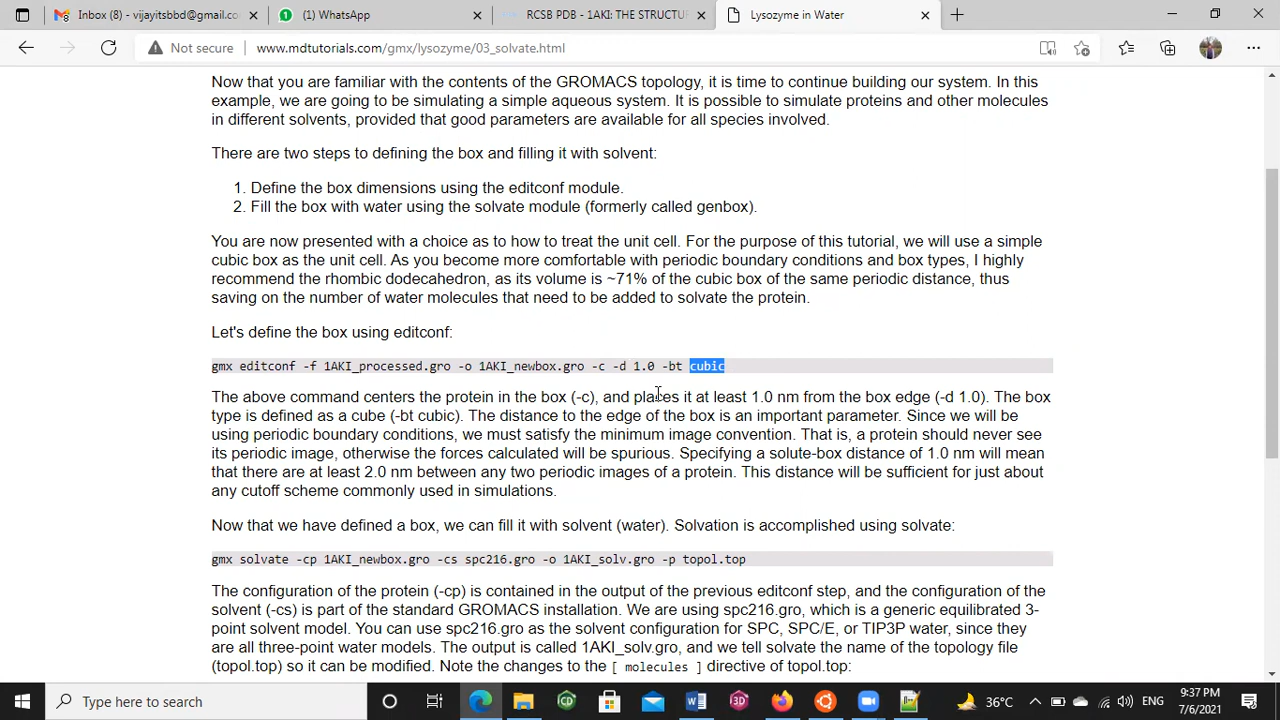 Inbox (8) - vijayitsbbd@gmail.co
(1) WhatsApp
RCSB PDB - 1AKI: THE STRUCTUR
Lysozyme in Water
Not secure
www.mdtutorials.com/gmx/lysozyme/03_solvate.html
Now that you are familiar with the contents of the GROMACS topology, it is time to continue building our system. In this
example, we are going to be simulating a simple aqueous system. It is possible to simulate proteins and other molecules
in different solvents, provided that good parameters are available for all species involved.
There are two steps to defining the box and filling it with solvent:
1. Define the box dimensions using the editconf module.
2. Fill the box with water using the solvate module (formerly called genbox).
You are now presented with a choice as to how to treat the unit cell. For the purpose of this tutorial, we will use a simple
cubic box as the unit cell. As you become more comfortable with periodic boundary conditions and box types, I highly
recommend the rhombic dodecahedron, as its volume is ~71% of the cubic box of the same periodic distance, thus
saving on the number of water molecules that need to be added to solvate the protein.
Let's define the box using editconf:
gmx editconf -f 1AKI_processed.gro -o 1AKI_newbox.gro -c -d 1.0 -bt cubic
The above command centers the protein in the box (-c), and places it at least 1.0 nm from the box edge (-d 1.0). The box
type is defined as a cube (-bt cubic). The distance to the edge of the box is an important parameter. Since we will be
using periodic boundary conditions, we must satisfy the minimum image convention. That is, a protein should never see
its periodic image, otherwise the forces calculated will be spurious. Specifying a solute-box distance of 1.0 nm will mean
that there are at least 2.0 nm between any two periodic images of a protein. This distance will be sufficient for just about
any cutoff scheme commonly used in simulations.
Now that we have defined a box, we can fill it with solvent (water). Solvation is accomplished using solvate:
gmx solvate -cp 1AKI_newbox.gro -cs spc216.gro -o 1AKI_solv.gro -p topol.top
The configuration of the protein (-cp) is contained in the output of the previous editconf step, and the configuration of the
solvent (-cs) is part of the standard GROMACS installation. We are using spc216.gro, which is a generic equilibrated 3-
point solvent model. You can use spc216.gro as the solvent configuration for SPC, SPC/E, or TIP3P water, since they
are all three-point water models. The output is called 1AKI_solv.gro, and we tell solvate the name of the topology file
(topol.top) so it can be modified. Note the changes to the [ molecules ] directive of topol.top:
Type here to search
36°C
ENG
9:37 PM
7/6/2021